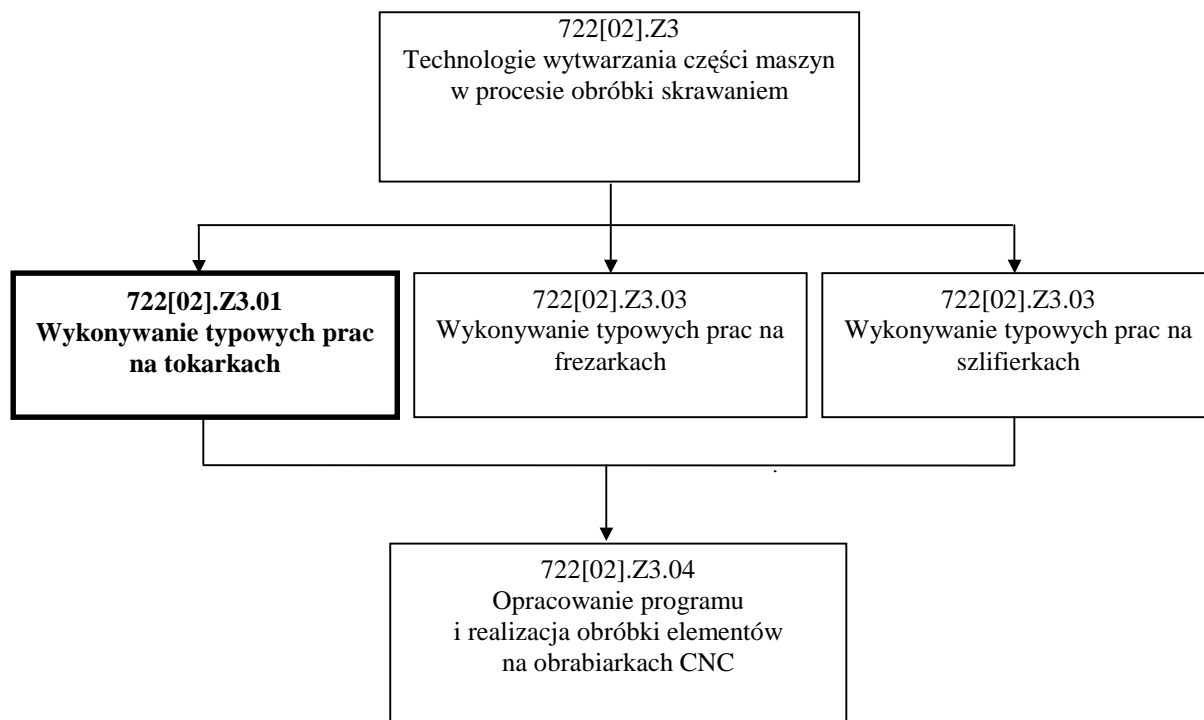 722[02].Z3
Technologie wytwarzania części maszyn
w procesie obróbki skrawaniem
722[02].Z3.01
Wykonywanie typowych prac
na tokarkach
722[02].Z3.03
Wykonywanie typowych prac na
frezarkach
722[02].Z3.03
Wykonywanie typowych prac na
szlifierkach
722[02].Z3.04
Opracowanie programu
i realizacja obróbki elementów
na obrabiarkach CNC